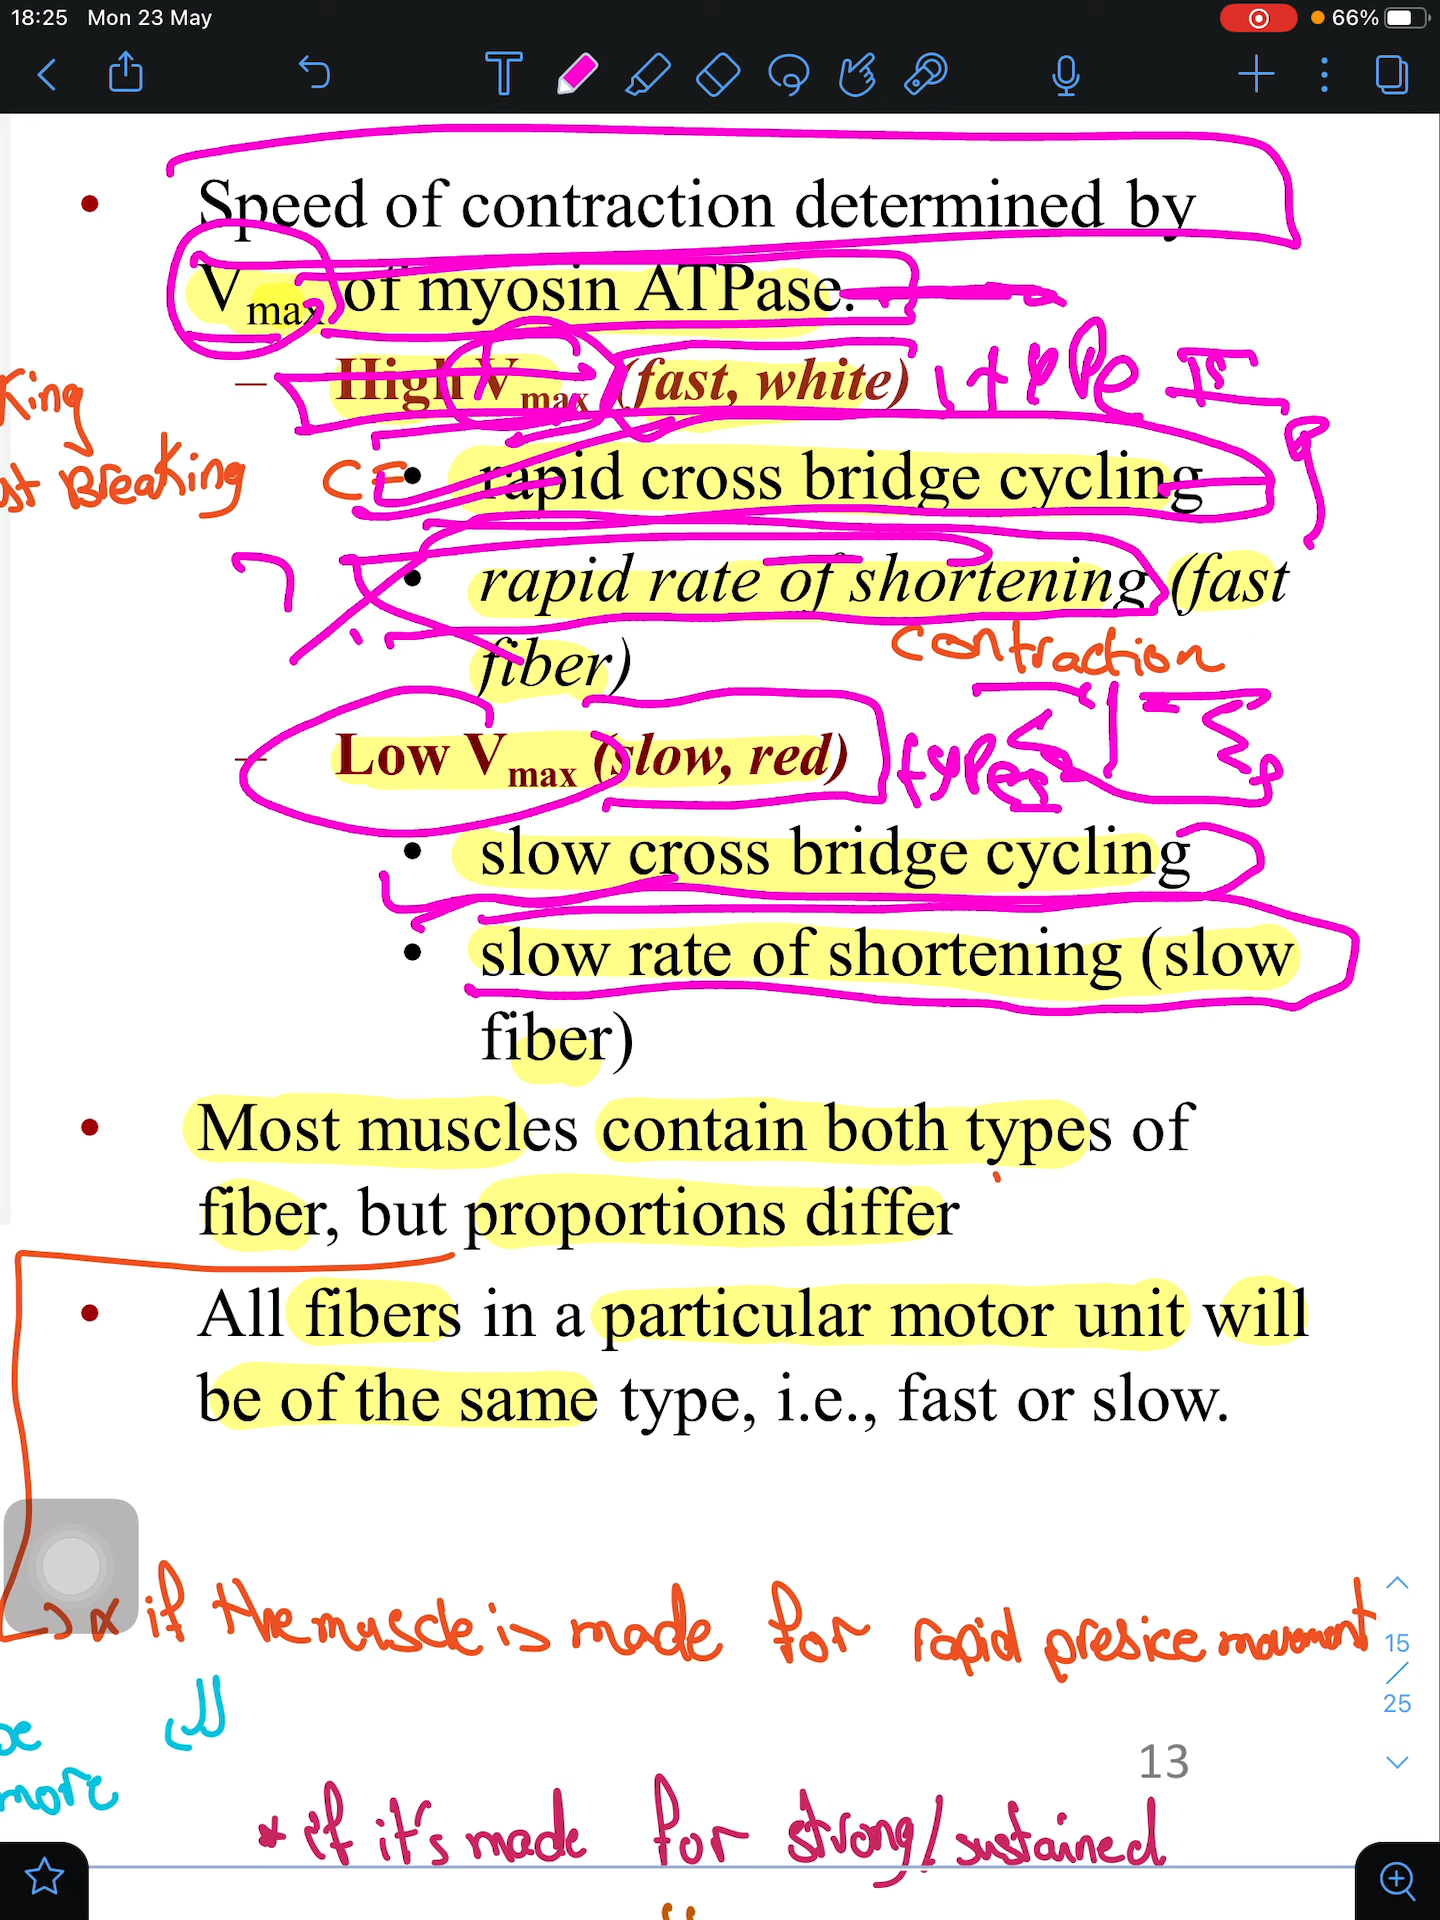 18:25 Mon 23 May
66%
• Speed of contraction determined by
Vmax of myosin ATPase.
– High Vmax (fast, white) type II
King
Breaking
• rapid cross bridge cycling
• rapid rate of shortening (fast
fiber)
contraction
– Low Vmax (slow, red) types I
• slow cross bridge cycling
• slow rate of shortening (slow
fiber)
• Most muscles contain both types of
fiber, but proportions differ
• All fibers in a particular motor unit will
be of the same type, i.e., fast or slow.
if the muscle is made for rapid presice movement
15
/
25
more
13
* if it's made for strong/sustained